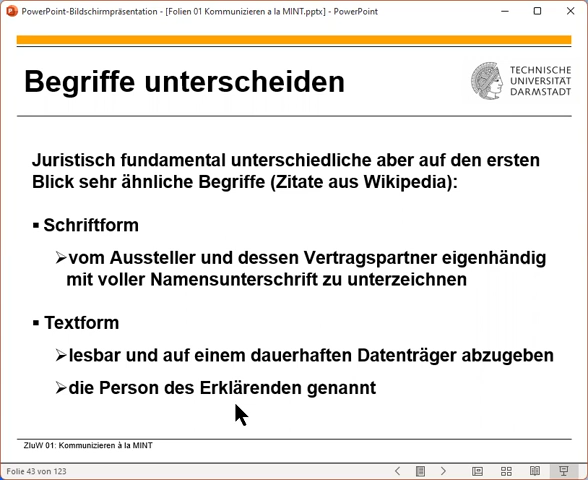 PowerPoint-Bildschirmpräsentation - [Folien 01 Kommunizieren a la MINT.pptx] - PowerPoint
Begriffe unterscheiden
TECHNISCHE
UNIVERSITÄT
DARMSTADT
Juristisch fundamental unterschiedliche aber auf den ersten
Blick sehr ähnliche Begriffe (Zitate aus Wikipedia):
▪ Schriftform
➢vom Aussteller und dessen Vertragspartner eigenhändig
mit voller Namensunterschrift zu unterzeichnen
▪ Textform
➢lesbar und auf einem dauerhaften Datenträger abzugeben
➢die Person des Erklärenden genannt
ZIuW 01: Kommunizieren à la MINT
Folie 43 von 123